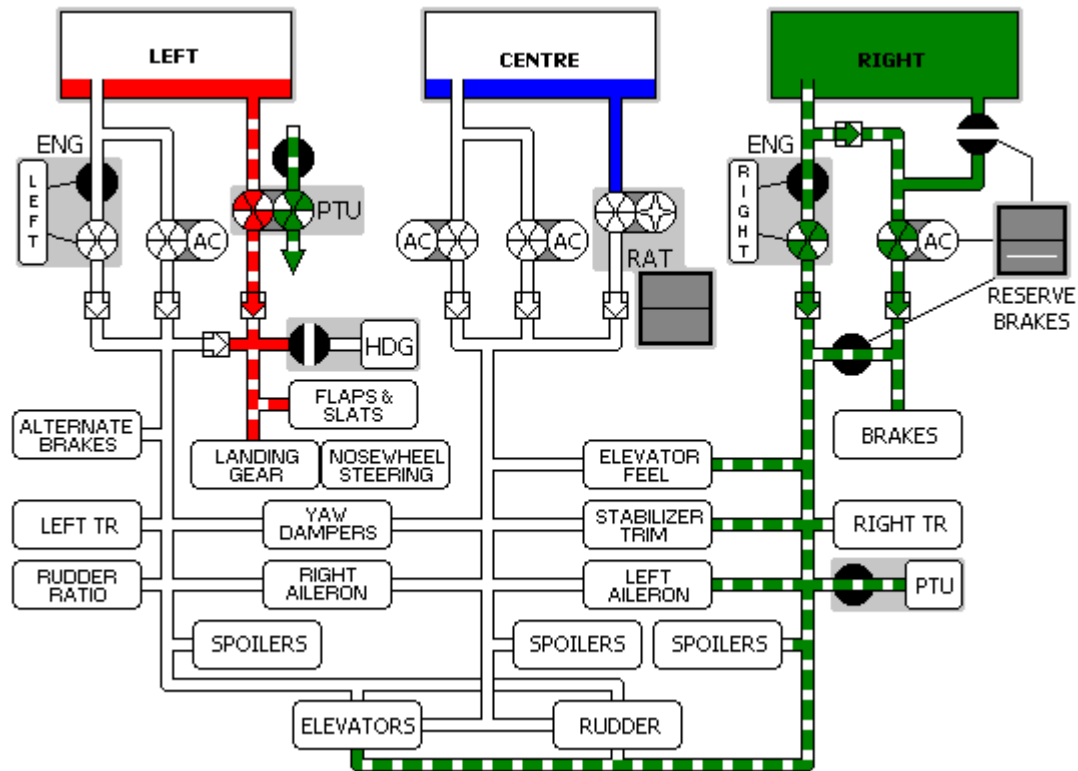 LEFT
CENTRE
RIGHT
ENG
LEFT
AC
PTU
AC
AC
RAT
ENG
RIGHT
AC
RESERVE
BRAKES
HDG
FLAPS &
SLATS
ALTERNATE
BRAKES
LANDING
GEAR
NOSEWHEEL
STEERING
ELEVATOR
FEEL
BRAKES
LEFT TR
YAW
DAMPERS
STABILIZER
TRIM
RIGHT TR
RUDDER
RATIO
RIGHT
AILERON
LEFT
AILERON
PTU
SPOILERS
SPOILERS
SPOILERS
ELEVATORS
RUDDER